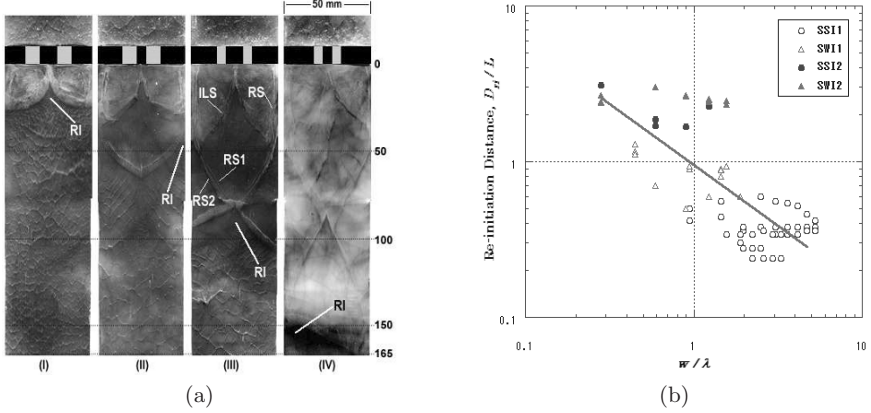 50 mm
0
ILS
RS
RI
50
RS1
RI
RS2
100
RI
RI
150
165
(I)
(II)
(III)
(IV)
(a)
10
SSI1
SWI1
SSI2
SWI2
Re-initiation Distance, D_ri/L
1
0.1
0.1
1
10
w/λ
(b)